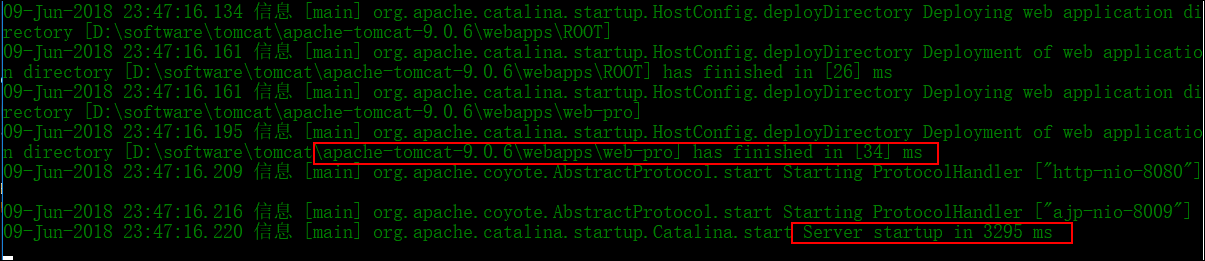 09-Jun-2018 23:47:16.134 信息 [main] org.apache.catalina.startup.HostConfig.deployDirectory Deploying web application di
rectory [D:\software\tomcat\apache-tomcat-9.0.6\webapps\ROOT]
09-Jun-2018 23:47:16.161 信息 [main] org.apache.catalina.startup.HostConfig.deployDirectory Deployment of web applicatio
n directory [D:\software\tomcat\apache-tomcat-9.0.6\webapps\ROOT] has finished in [26] ms
09-Jun-2018 23:47:16.161 信息 [main] org.apache.catalina.startup.HostConfig.deployDirectory Deploying web application di
rectory [D:\software\tomcat\apache-tomcat-9.0.6\webapps\web-pro]
09-Jun-2018 23:47:16.195 信息 [main] org.apache.catalina.startup.HostConfig.deployDirectory Deployment of web applicatio
n directory [D:\software\tomcat\apache-tomcat-9.0.6\webapps\web-pro] has finished in [34] ms
09-Jun-2018 23:47:16.209 信息 [main] org.apache.coyote.AbstractProtocol.start Starting ProtocolHandler ["http-nio-8080"]
09-Jun-2018 23:47:16.216 信息 [main] org.apache.coyote.AbstractProtocol.start Starting ProtocolHandler ["ajp-nio-8009"]
09-Jun-2018 23:47:16.220 信息 [main] org.apache.catalina.startup.Catalina.start Server startup in 3295 ms